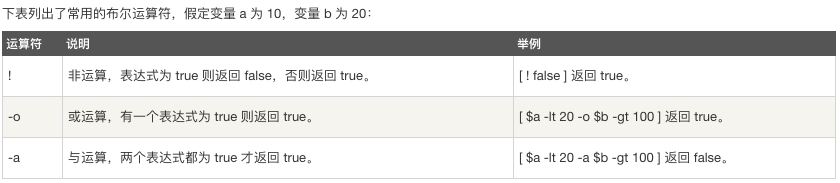 下表列出了常用的布尔运算符，假定变量 a 为 10，变量 b 为 20：
运算符 说明 举例
! 非运算，表达式为 true 则返回 false，否则返回 true。 [ ! false ] 返回 true。
-o 或运算，有一个表达式为 true 则返回 true。 [ $a -lt 20 -o $b -gt 100 ] 返回 true。
-a 与运算，两个表达式都为 true 才返回 true。 [ $a -lt 20 -a $b -gt 100 ] 返回 false。